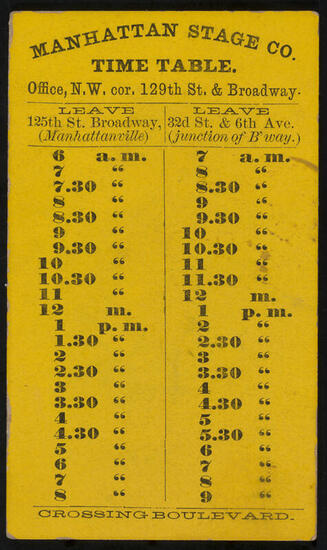 MANHATTAN STAGE CO.
TIME TABLE.
Office, N.W. cor. 129th St. & Broadway.
LEAVE
125th St. Broadway,
(Manhattanville)
6 a.m.
7 “
7.30 “
8 “
8.30 “
9 “
9.30 “
10 “
10.30 “
11 “
12 m.
1 p.m.
1.30 “
2 “
2.30 “
3 “
3.30 “
4 “
4.30 “
5 “
6 “
7 “
8 “
LEAVE
32d St. & 6th Ave.
(junction of B'way.)
7 a.m.
8 “
8.30 “
9 “
9.30 “
10 “
10.30 “
11 “
11.30 “
12 m.
1 p.m.
2 “
2.30 “
3 “
3.30 “
4 “
4.30 “
5 “
5.30 “
6 “
7 “
8 “
9 “
CROSSING BOULEVARD.